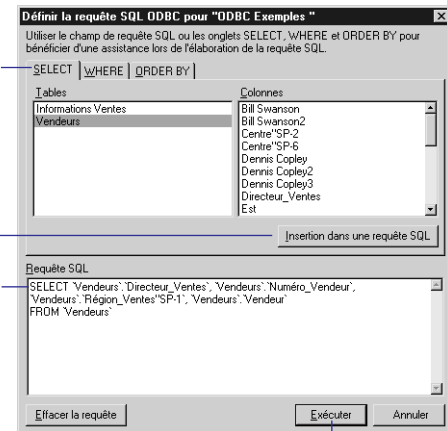 Définir la requête SQL ODBC pour "ODBC Exemples "
Utiliser le champ de requête SQL ou les onglets SELECT, WHERE et ORDER BY pour
bénéficier d'une assistance lors de l'élaboration de la requête SQL.
SELECT WHERE ORDER BY
Tables
Informations Ventes
Vendeurs
Colonnes
Bill Swanson
Bill Swanson2
Centre"SP-2
Centre"SP-6
Dennis Copley
Dennis Copley2
Dennis Copley3
Directeur_Ventes
Est
Insertion dans une requête SQL
Requête SQL
SELECT `Vendeurs`.`Directeur_Ventes`, `Vendeurs`.`Numéro_Vendeur`,
`Vendeurs`.`Région_Ventes"SP-1`, `Vendeurs`.`Vendeur`
FROM `Vendeurs`
Effacer la requête
Exécuter
Annuler